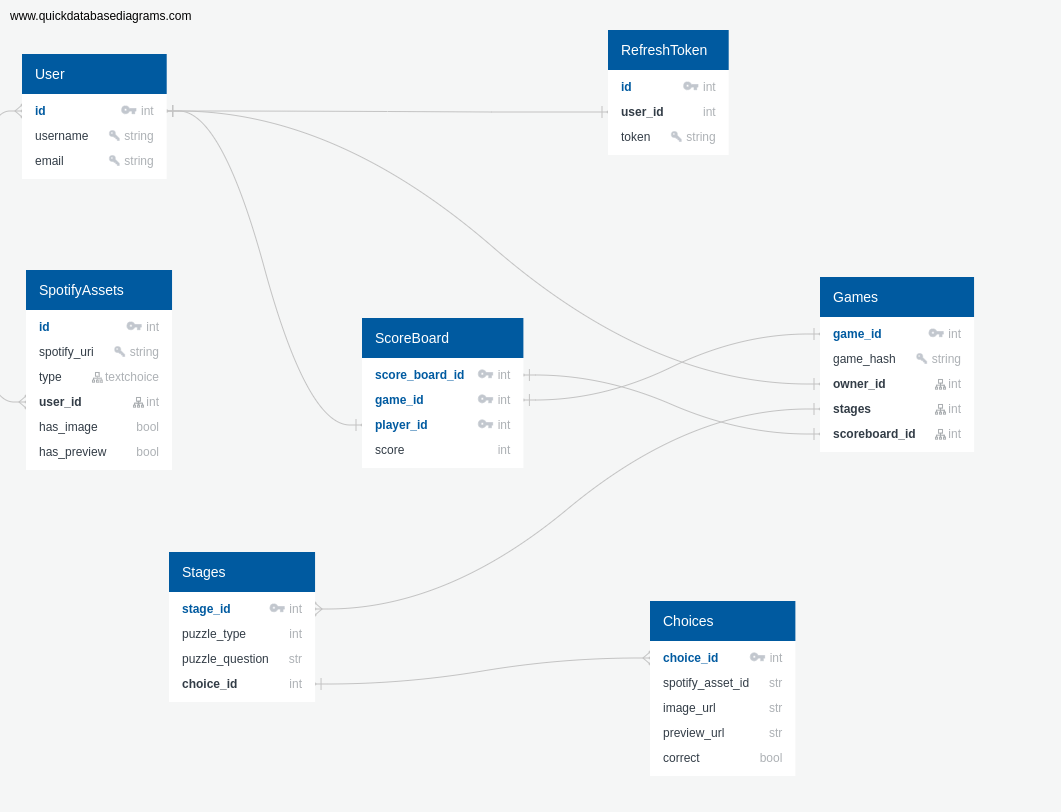 www.quickdatabasediagrams.com
User
id int
username string
email string
RefreshToken
id int
user_id int
token string
SpotifyAssets
id int
spotify_uri string
type textchoice
user_id int
has_image bool
has_preview bool
ScoreBoard
score_board_id int
game_id int
player_id int
score int
Games
game_id int
game_hash string
owner_id int
stages int
scoreboard_id int
Stages
stage_id int
puzzle_type int
puzzle_question str
choice_id int
Choices
choice_id int
spotify_asset_id str
image_url str
preview_url str
correct bool